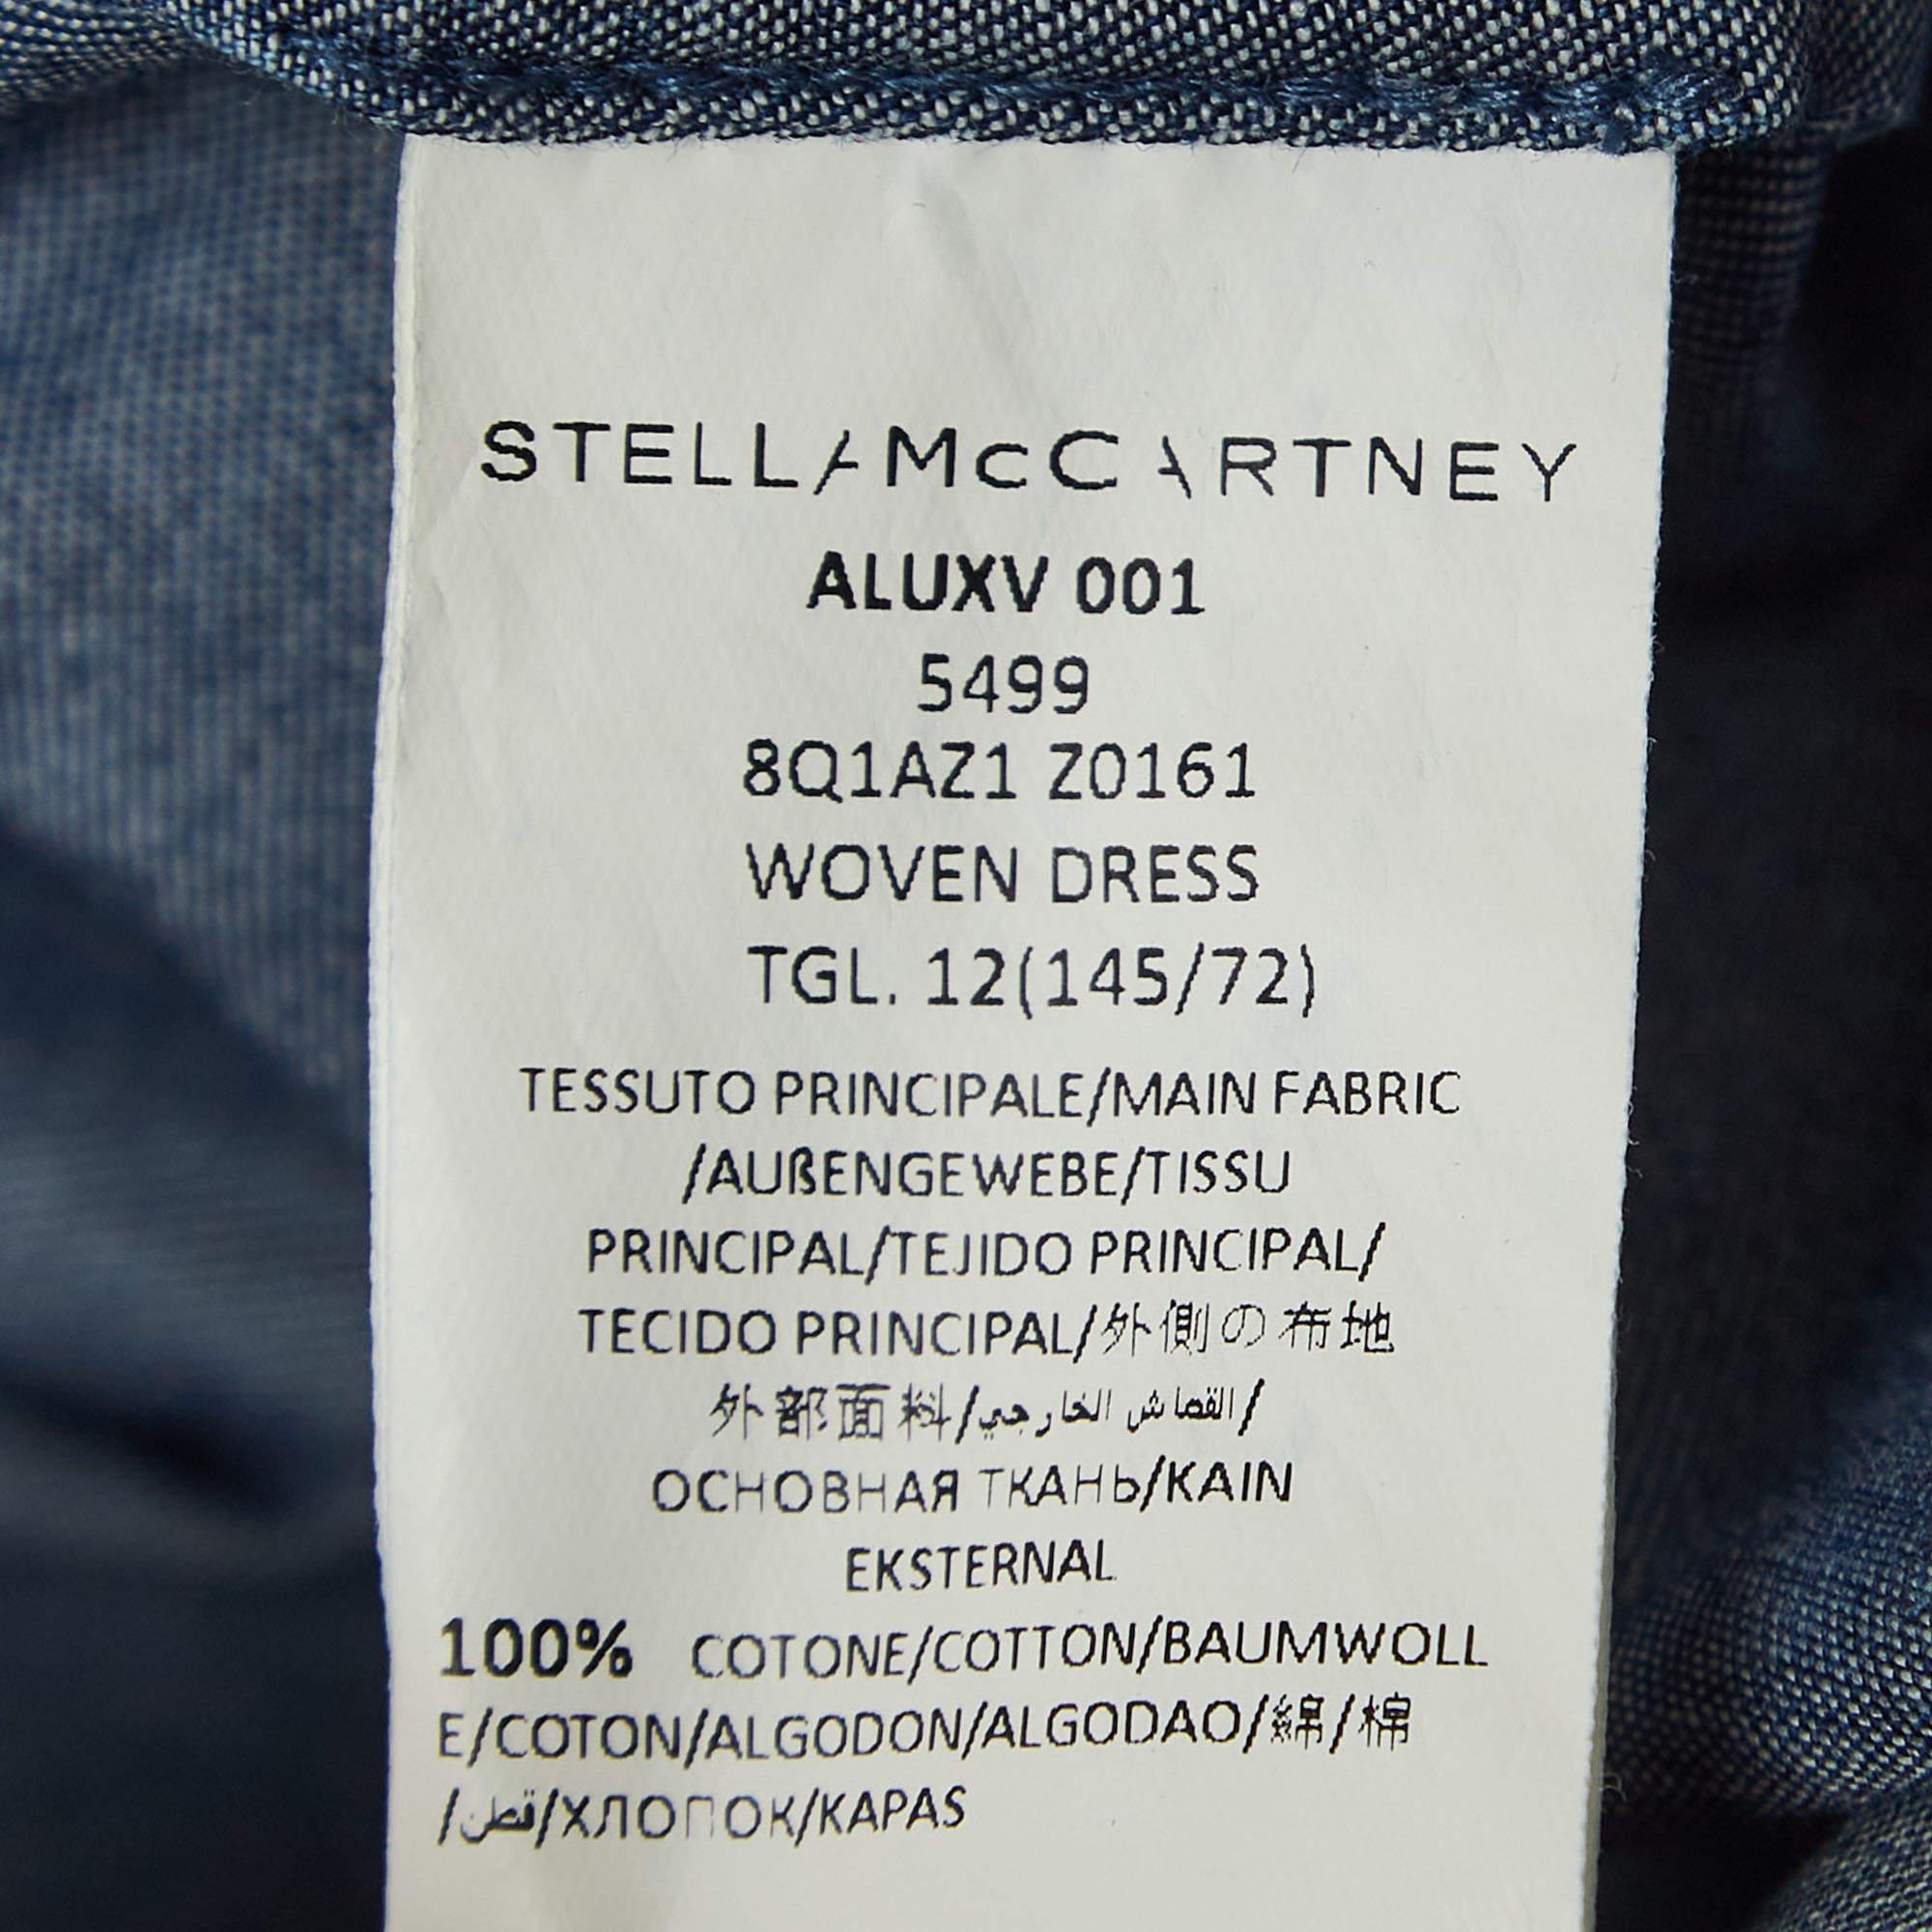 STELLAMcCARTNEY
ALUXV 001
5499
8Q1AZ1 Z0161
WOVEN DRESS
TGL. 12(145/72)
TESSUTO PRINCIPALE/MAIN FABRIC
/AUßENGEWEBE/TISSU
PRINCIPAL/TEJIDO PRINCIPAL/
TECIDO PRINCIPAL/外側の布地
外部面料/القماش الخارجي/
ОСНОВНАЯ ТКАНЬ/KAIN
EKSTERNAL
100% COTONE/COTTON/BAUMWOLL
E/COTON/ALGODON/ALGODAO/綿/棉
/قطن/ХЛОПОК/KAPAS